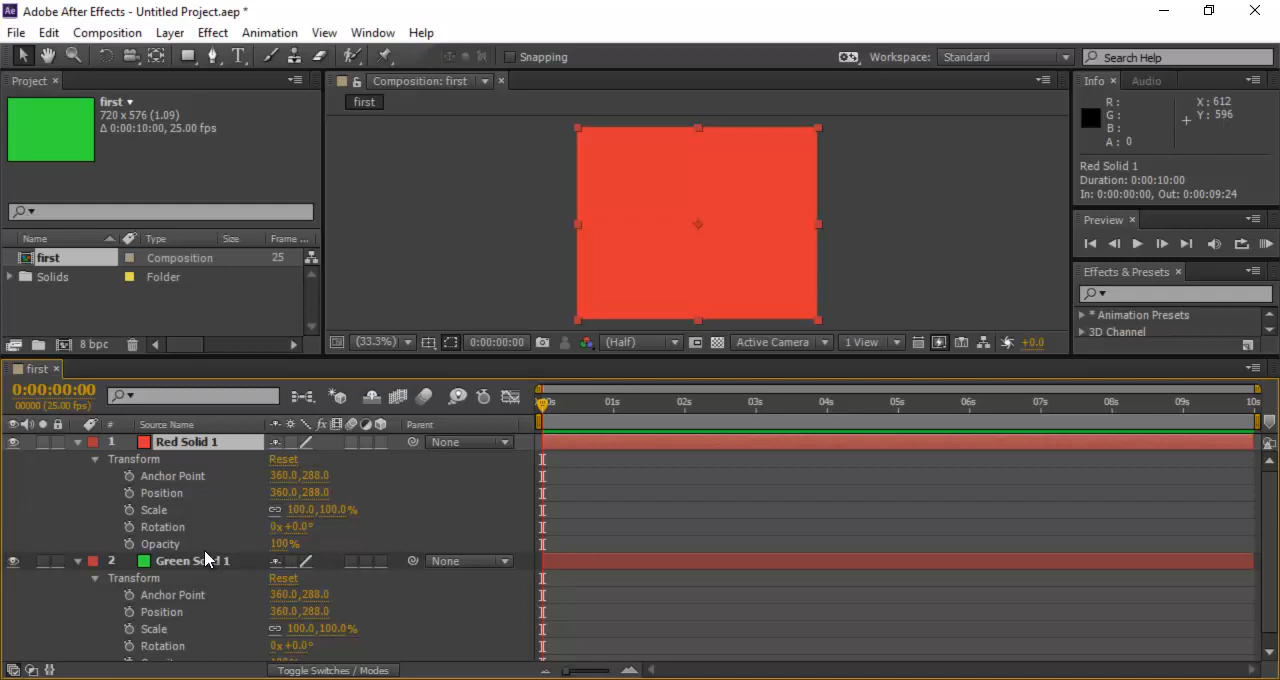 Ae Adobe After Effects - Untitled Project.aep *
File Edit Composition Layer Effect Animation View Window Help
T Snapping Workspace: Standard Search Help
Project × Composition: first × Info × Audio
first
720 x 576 (1.09)
Δ 0:00:10:00, 25.00 fps
first
R:
G:
B:
A: 0
X: 612
Y: 596
Red Solid 1
Duration: 0:00:10:00
In: 0:00:00:00, Out: 0:00:09:24
Preview ×
Name Type Size Frame ...
first Composition 25
Solids Folder
Effects & Presets ×
* Animation Presets
3D Channel
8 bpc
(33.3%) 0:00:00:00 (Half) Active Camera 1 View +0.0
first ×
0:00:00:00
00000 (25.00 fps)
01s 02s 03s 04s 05s 06s 07s 08s 09s 10s
# Source Name fx Parent
1 Red Solid 1 None
Transform Reset
Anchor Point 360.0,288.0
Position 360.0,288.0
Scale 100.0,100.0%
Rotation 0x+0.0°
Opacity 100%
2 Green Solid 1 None
Transform Reset
Anchor Point 360.0,288.0
Position 360.0,288.0
Scale 100.0,100.0%
Rotation 0x+0.0°
Toggle Switches / Modes